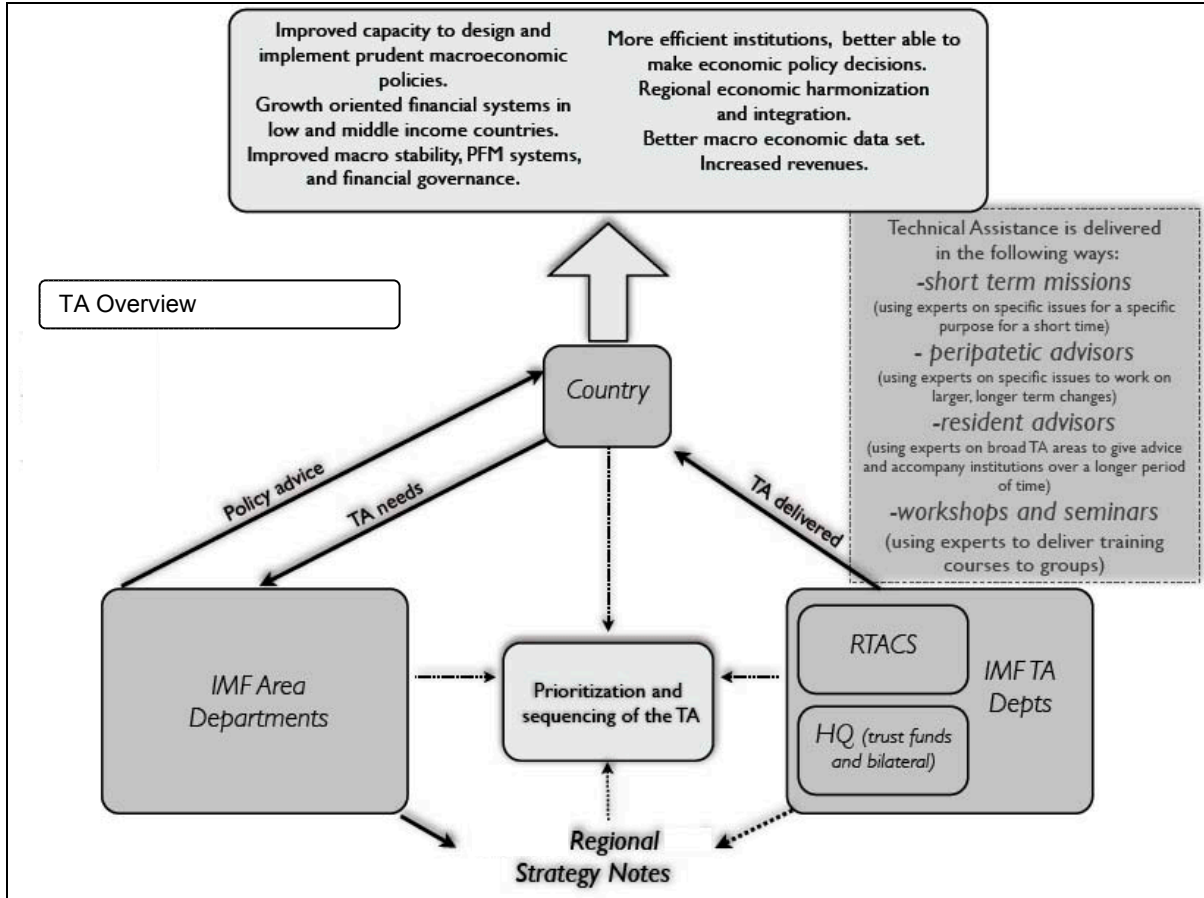 Improved capacity to design and
implement prudent macroeconomic
policies.
Growth oriented financial systems in
low and middle income countries.
Improved macro stability, PFM systems,
and financial governance.
More efficient institutions, better able to
make economic policy decisions.
Regional economic harmonization
and integration.
Better macro economic data set.
Increased revenues.
Technical Assistance is delivered
in the following ways:
-short term missions
(using experts on specific issues for a specific
purpose for a short time)
- peripatetic advisors
(using experts on specific issues to work on
larger, longer term changes)
-resident advisors
(using experts on broad TA areas to give advice
and accompany institutions over a longer period
of time)
-workshops and seminars
(using experts to deliver training
courses to groups)
TA Overview
Country
Policy advice
TA needs
TA delivered
IMF Area
Departments
Prioritization and
sequencing of the TA
RTACS
HQ (trust funds
and bilateral)
IMF TA
Depts
Regional
Strategy Notes